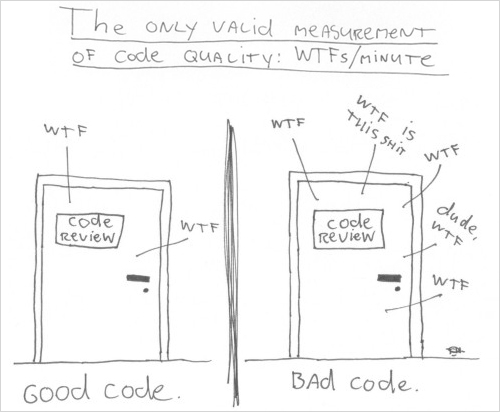 The ONLY VALID MEASUREMENT
OF Code QUALITY: WTFs/MINUTE
WTF
code
REVIEW
WTF
Good code.
WTF
WTF is
THIS SHIT
WTF
code
REVIEW
dude,
WTF
WTF
BAd code.